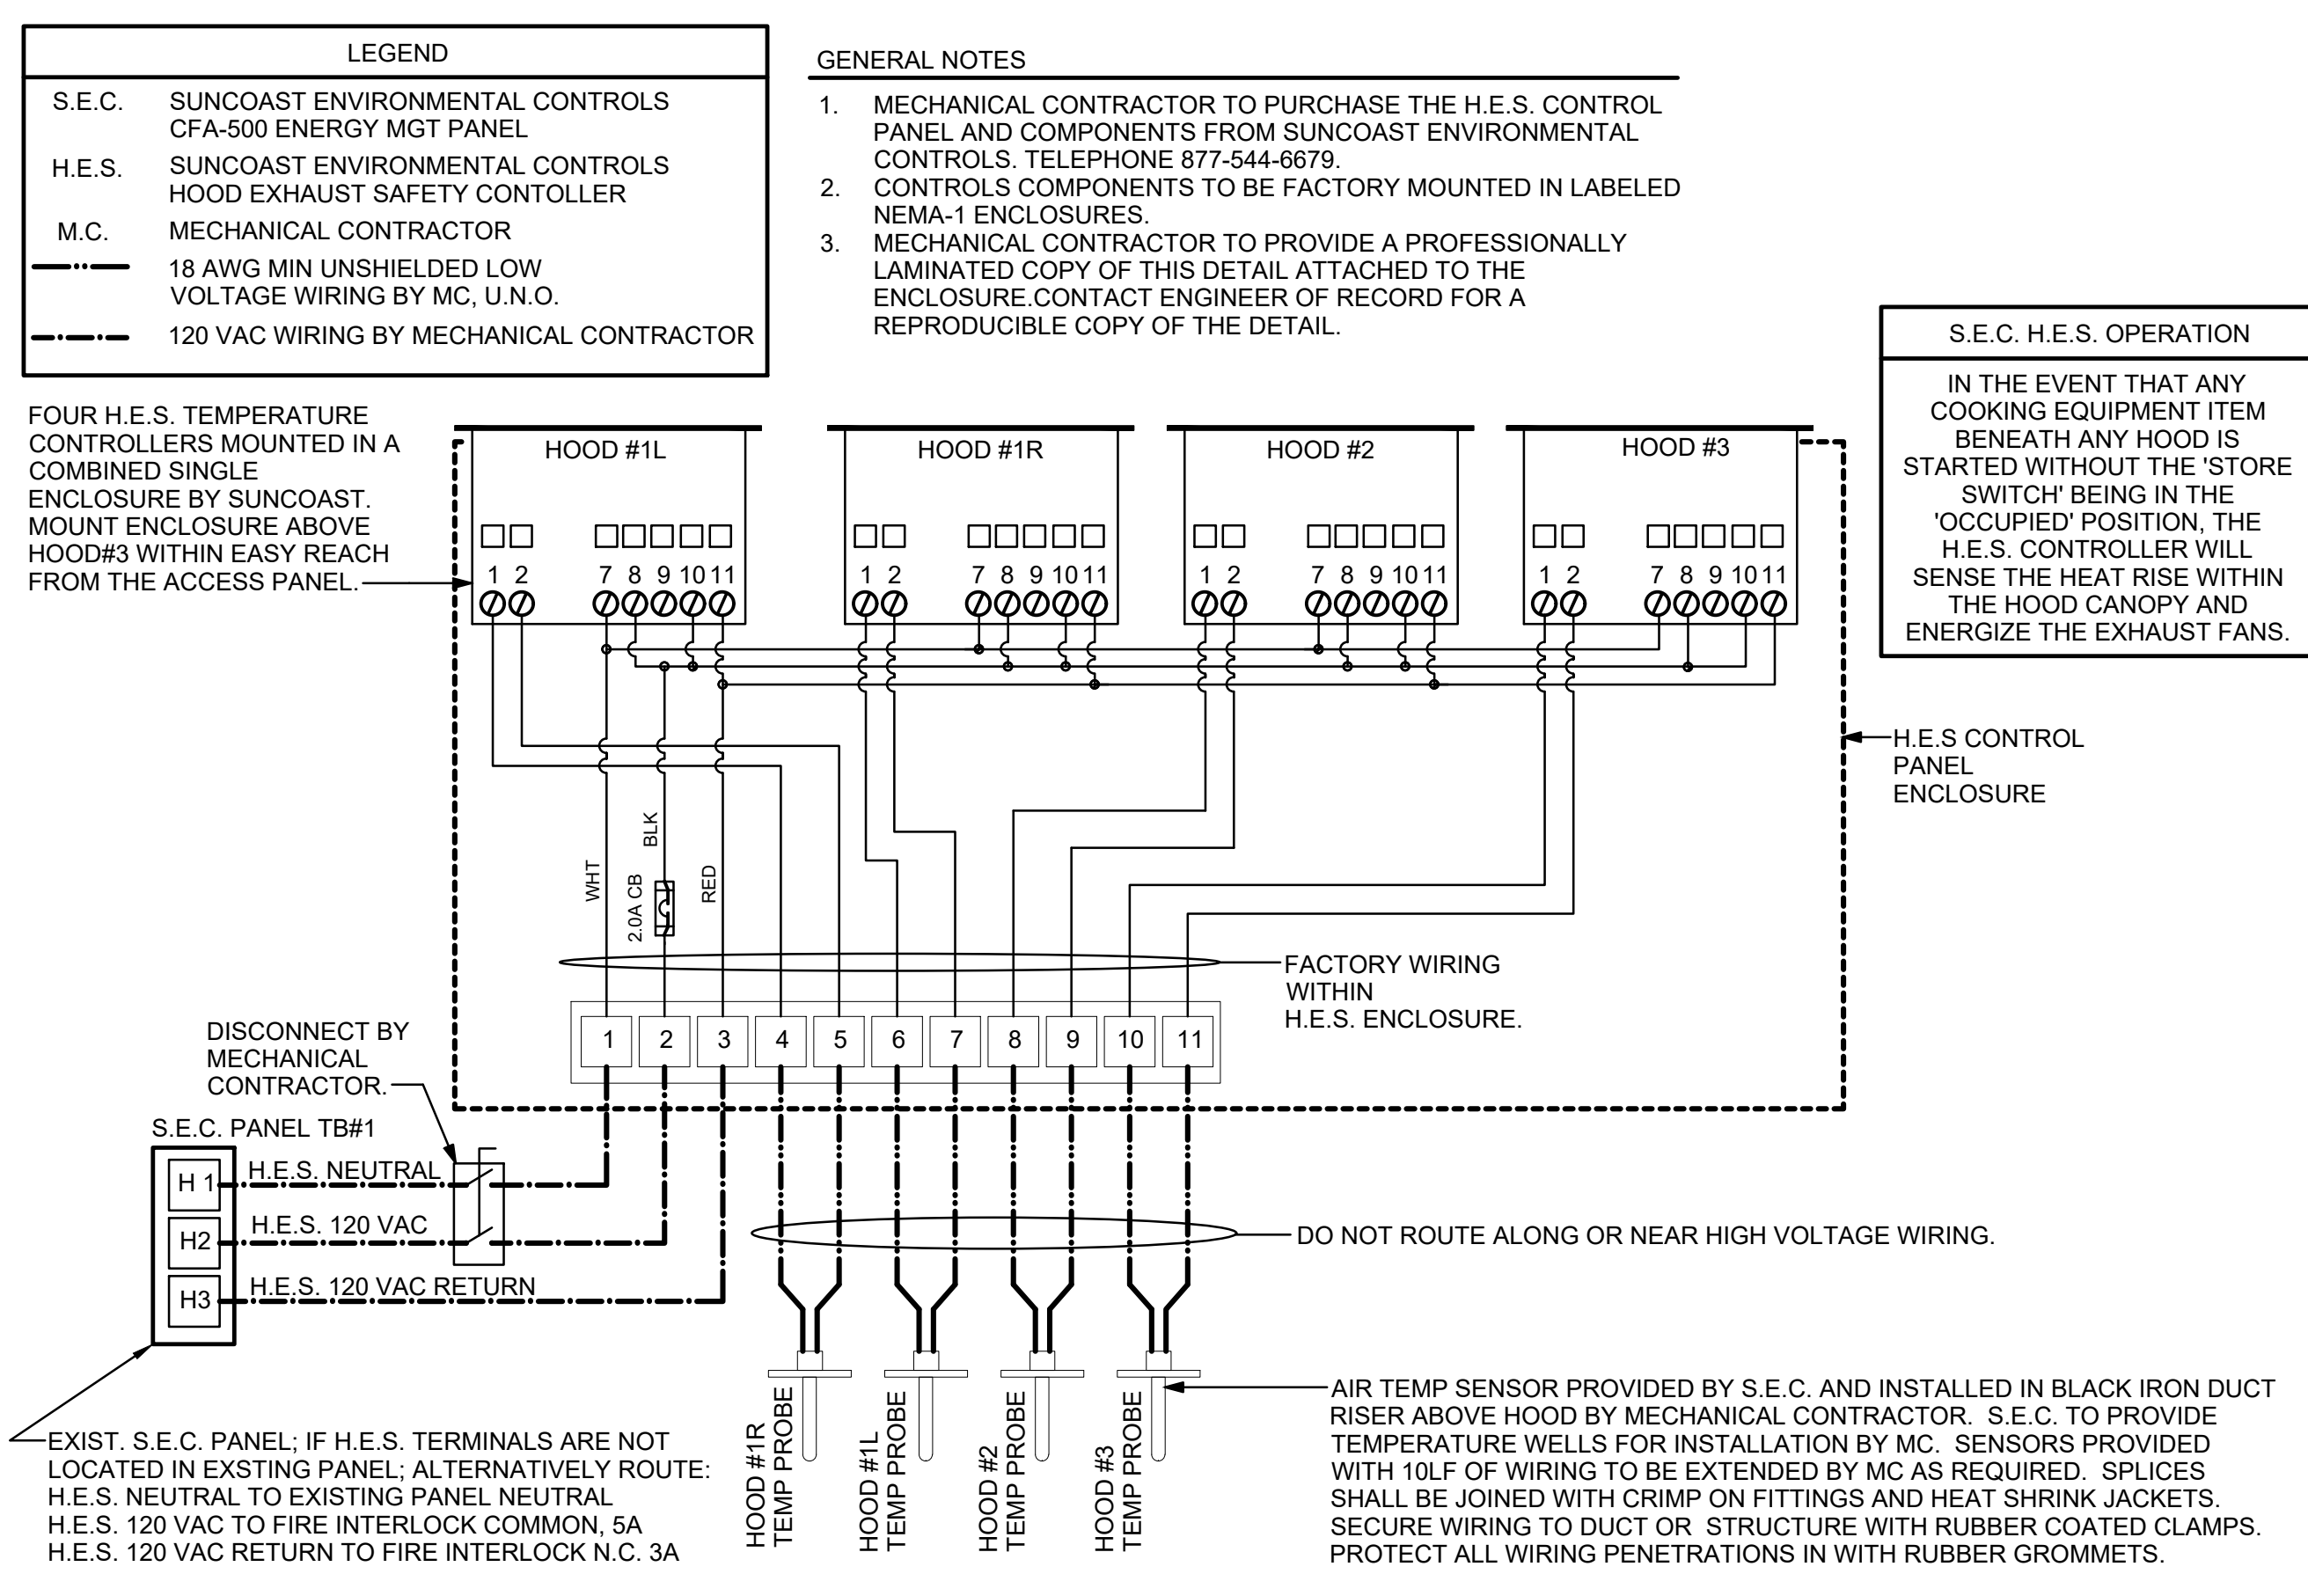 LEGEND
S.E.C. SUNCOAST ENVIRONMENTAL CONTROLS
CFA-500 ENERGY MGT PANEL
H.E.S. SUNCOAST ENVIRONMENTAL CONTROLS
HOOD EXHAUST SAFETY CONTOLLER
M.C. MECHANICAL CONTRACTOR
18 AWG MIN UNSHIELDED LOW
VOLTAGE WIRING BY MC, U.N.O.
120 VAC WIRING BY MECHANICAL CONTRACTOR
GENERAL NOTES
1. MECHANICAL CONTRACTOR TO PURCHASE THE H.E.S. CONTROL
PANEL AND COMPONENTS FROM SUNCOAST ENVIRONMENTAL
CONTROLS. TELEPHONE 877-544-6679.
2. CONTROLS COMPONENTS TO BE FACTORY MOUNTED IN LABELED
NEMA-1 ENCLOSURES.
3. MECHANICAL CONTRACTOR TO PROVIDE A PROFESSIONALLY
LAMINATED COPY OF THIS DETAIL ATTACHED TO THE
ENCLOSURE.CONTACT ENGINEER OF RECORD FOR A
REPRODUCIBLE COPY OF THE DETAIL.
S.E.C. H.E.S. OPERATION
IN THE EVENT THAT ANY
COOKING EQUIPMENT ITEM
BENEATH ANY HOOD IS
STARTED WITHOUT THE 'STORE
SWITCH' BEING IN THE
'OCCUPIED' POSITION, THE
H.E.S. CONTROLLER WILL
SENSE THE HEAT RISE WITHIN
THE HOOD CANOPY AND
ENERGIZE THE EXHAUST FANS.
FOUR H.E.S. TEMPERATURE
CONTROLLERS MOUNTED IN A
COMBINED SINGLE
ENCLOSURE BY SUNCOAST.
MOUNT ENCLOSURE ABOVE
HOOD#3 WITHIN EASY REACH
FROM THE ACCESS PANEL.
HOOD #1L
1 2 7 8 9 10 11
HOOD #1R
1 2 7 8 9 10 11
HOOD #2
1 2 7 8 9 10 11
HOOD #3
1 2 7 8 9 10 11
H.E.S CONTROL
PANEL
ENCLOSURE
WHT
BLK
2.0A CB
RED
FACTORY WIRING
WITHIN
H.E.S. ENCLOSURE.
1 2 3 4 5 6 7 8 9 10 11
DISCONNECT BY
MECHANICAL
CONTRACTOR.
S.E.C. PANEL TB#1
H 1 H.E.S. NEUTRAL
H2 H.E.S. 120 VAC
H3 H.E.S. 120 VAC RETURN
DO NOT ROUTE ALONG OR NEAR HIGH VOLTAGE WIRING.
HOOD #1R
TEMP PROBE
HOOD #1L
TEMP PROBE
HOOD #2
TEMP PROBE
HOOD #3
TEMP PROBE
EXIST. S.E.C. PANEL; IF H.E.S. TERMINALS ARE NOT
LOCATED IN EXSTING PANEL; ALTERNATIVELY ROUTE:
H.E.S. NEUTRAL TO EXISTING PANEL NEUTRAL
H.E.S. 120 VAC TO FIRE INTERLOCK COMMON, 5A
H.E.S. 120 VAC RETURN TO FIRE INTERLOCK N.C. 3A
AIR TEMP SENSOR PROVIDED BY S.E.C. AND INSTALLED IN BLACK IRON DUCT
RISER ABOVE HOOD BY MECHANICAL CONTRACTOR. S.E.C. TO PROVIDE
TEMPERATURE WELLS FOR INSTALLATION BY MC. SENSORS PROVIDED
WITH 10LF OF WIRING TO BE EXTENDED BY MC AS REQUIRED. SPLICES
SHALL BE JOINED WITH CRIMP ON FITTINGS AND HEAT SHRINK JACKETS.
SECURE WIRING TO DUCT OR STRUCTURE WITH RUBBER COATED CLAMPS.
PROTECT ALL WIRING PENETRATIONS IN WITH RUBBER GROMMETS.